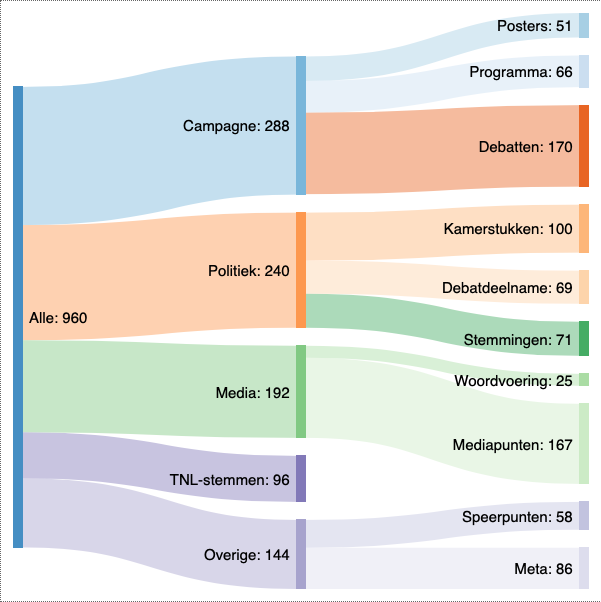 Posters: 51
Programma: 66
Campagne: 288
Debatten: 170
Kamerstukken: 100
Politiek: 240
Debatdeelname: 69
Alle: 960
Stemmingen: 71
Woordvoering: 25
Media: 192
Mediapunten: 167
TNL-stemmen: 96
Speerpunten: 58
Overige: 144
Meta: 86